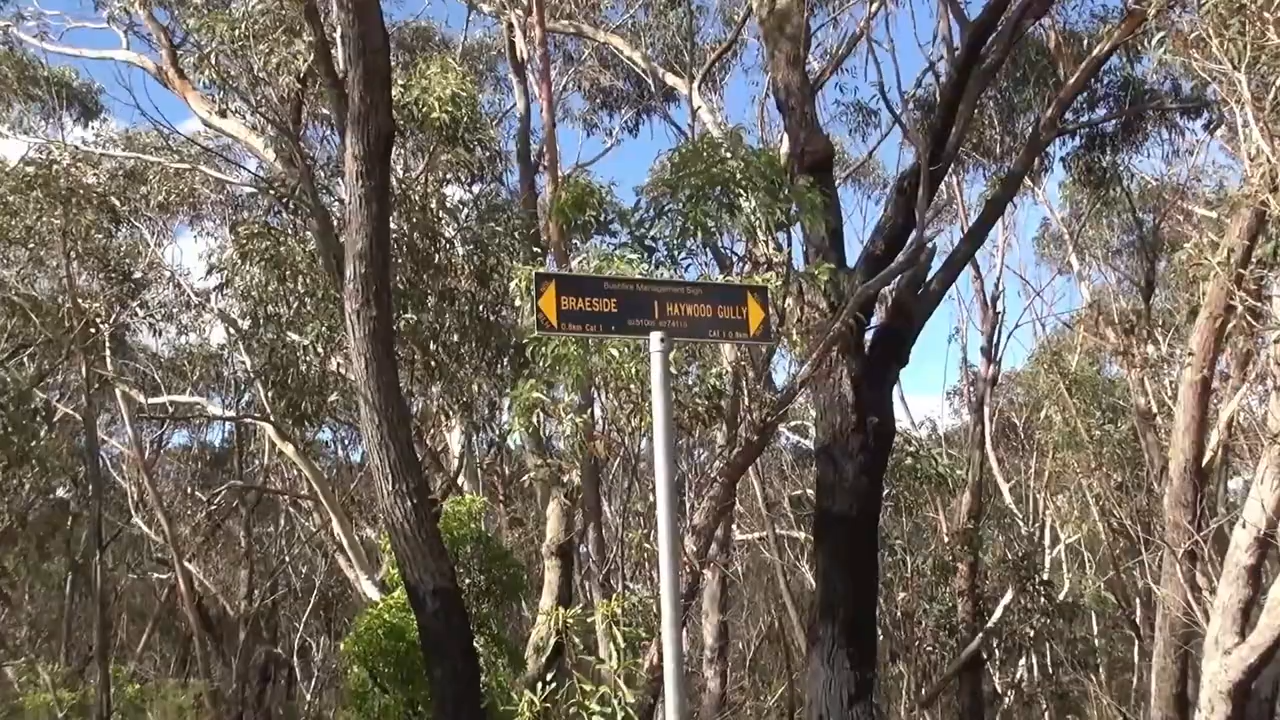 Bushfire Management Sign
BRAESIDE | HAYWOOD GULLY
0.8km Cat 1
CAT 1 0.8km